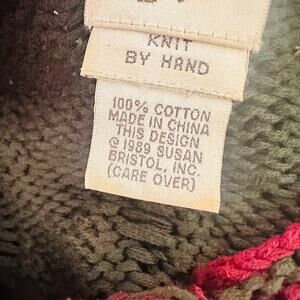 KNIT
BY HAND
100% COTTON
MADE IN CHINA
THIS DESIGN
© 1989 SUSAN
BRISTOL, INC.
(CARE OVER)